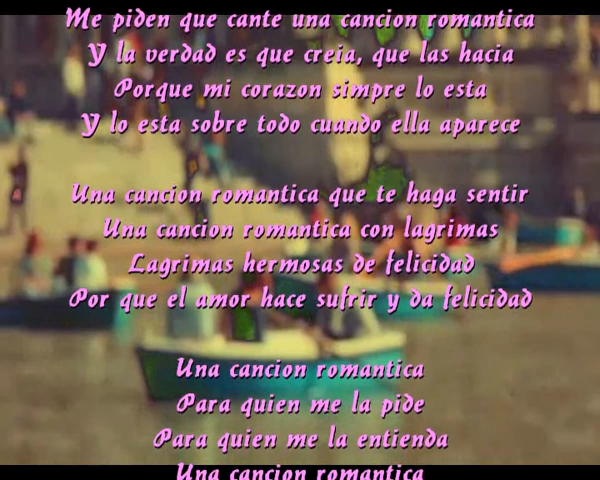 Me piden que cante una cancion romantica
Y la verdad es que creia, que las hacia
Porque mi corazon simpre lo esta
Y lo esta sobre todo cuando ella aparece
Una cancion romantica que te haga sentir
Una cancion romantica con lagrimas
Lagrimas hermosas de felicidad
Por que el amor hace sufrir y da felicidad
Una cancion romantica
Para quien me la pide
Para quien me la entienda
Una cancion romantica